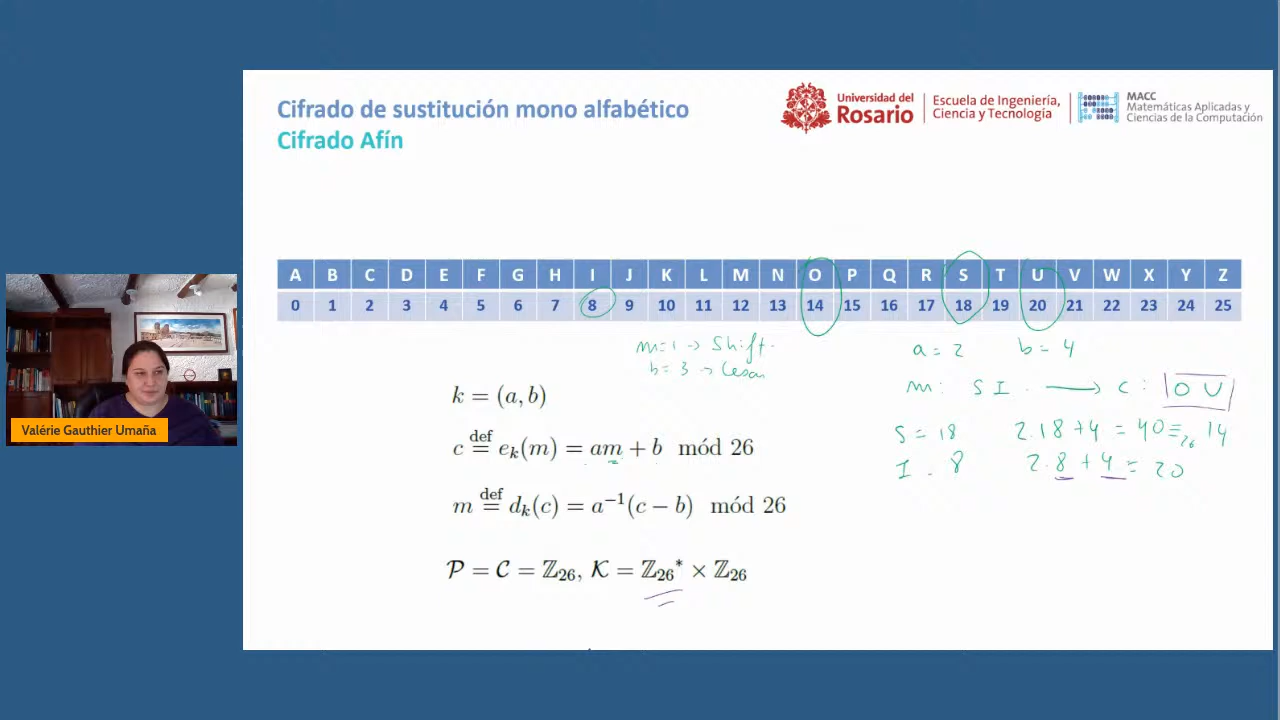 Cifrado de sustitución mono alfabético
Cifrado Afín
Universidad del
Rosario
Escuela de Ingeniería,
Ciencia y Tecnología
MACC
Matemáticas Aplicadas y
Ciencias de la Computación
A B C D E F G H I J K L M N O P Q R S T U V W X Y Z
0 1 2 3 4 5 6 7 8 9 10 11 12 13 14 15 16 17 18 19 20 21 22 23 24 25
m=1 → Shift.
b=3 → Cesar
a = 2 b = 4
m: SI. → c: OU
S = 18 2.18+4 = 40 ≡₂₆ 14
I - 8 2.8+4 = 20
k = (a, b)
c def= eₖ(m) = am + b mód 26
m def= dₖ(c) = a⁻¹(c − b) mód 26
𝒫 = 𝒞 = ℤ₂₆, 𝒦 = ℤ₂₆* × ℤ₂₆
Valérie Gauthier Umaña